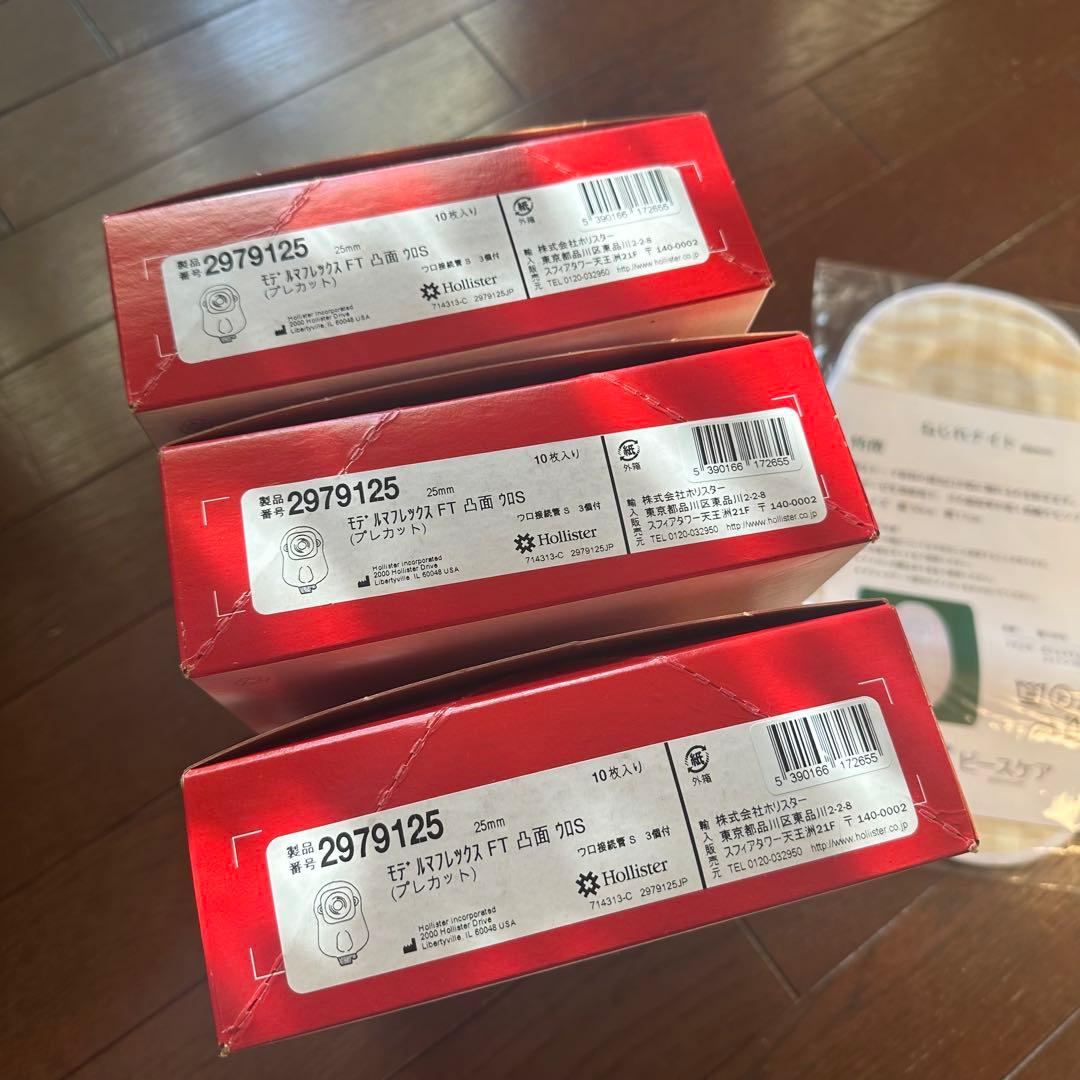 製品番号 2979125
25mm
10枚入り
ﾓﾃﾞﾙﾏﾌﾚｯｸｽ FT 凸面 ｳﾛS
(プレカット)
ウロ接続管 S 3個付
Hollister Incorporated
2000 Hollister Drive
Libertyville, IL 60048 USA
Hollister
714313-C 2979125JP
紙
外箱
5 390166 172655
輸入販売元
株式会社ホリスター
東京都品川区東品川2-2-8
スフィアタワー天王洲21F 〒140-0002
TEL 0120-032950 http://www.hollister.co.jp
製品番号 2979125
25mm
10枚入り
ﾓﾃﾞﾙﾏﾌﾚｯｸｽ FT 凸面 ｳﾛS
(プレカット)
ウロ接続管 S 3個付
Hollister Incorporated
2000 Hollister Drive
Libertyville, IL 60048 USA
Hollister
714313-C 2979125JP
紙
外箱
5 390166 172655
輸入販売元
株式会社ホリスター
東京都品川区東品川2-2-8
スフィアタワー天王洲21F 〒140-0002
TEL 0120-032950 http://www.hollister.co.jp
製品番号 2979125
25mm
10枚入り
ﾓﾃﾞﾙﾏﾌﾚｯｸｽ FT 凸面 ｳﾛS
(プレカット)
ウロ接続管 S 3個付
Hollister Incorporated
2000 Hollister Drive
Libertyville, IL 60048 USA
Hollister
714313-C 2979125JP
紙
外箱
5 390166 172655
輸入販売元
株式会社ホリスター
東京都品川区東品川2-2-8
スフィアタワー天王洲21F 〒140-0002
TEL 0120-032950 http://www.hollister.co.jp
ピースケア